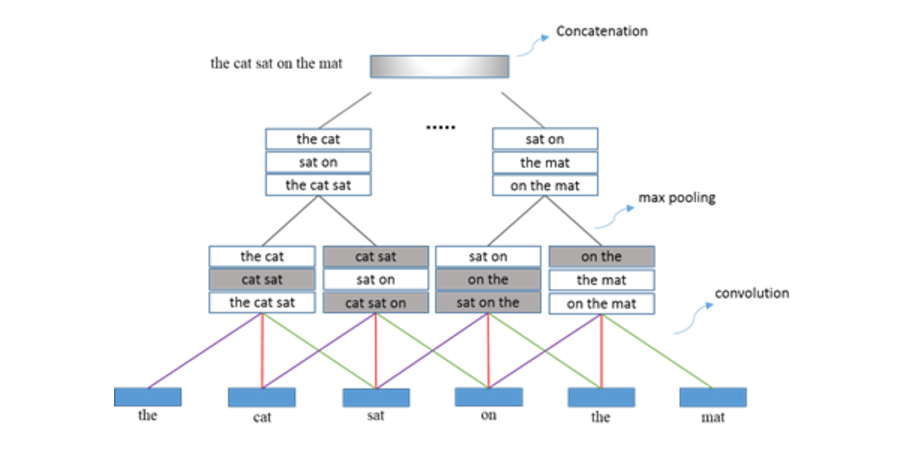 Concatenation
the cat sat on the mat
.....
the cat
sat on
the cat sat
sat on
the mat
on the mat
max pooling
the cat
cat sat
the cat sat
cat sat
sat on
cat sat on
sat on
on the
sat on the
on the
the mat
on the mat
convolution
the
cat
sat
on
the
mat